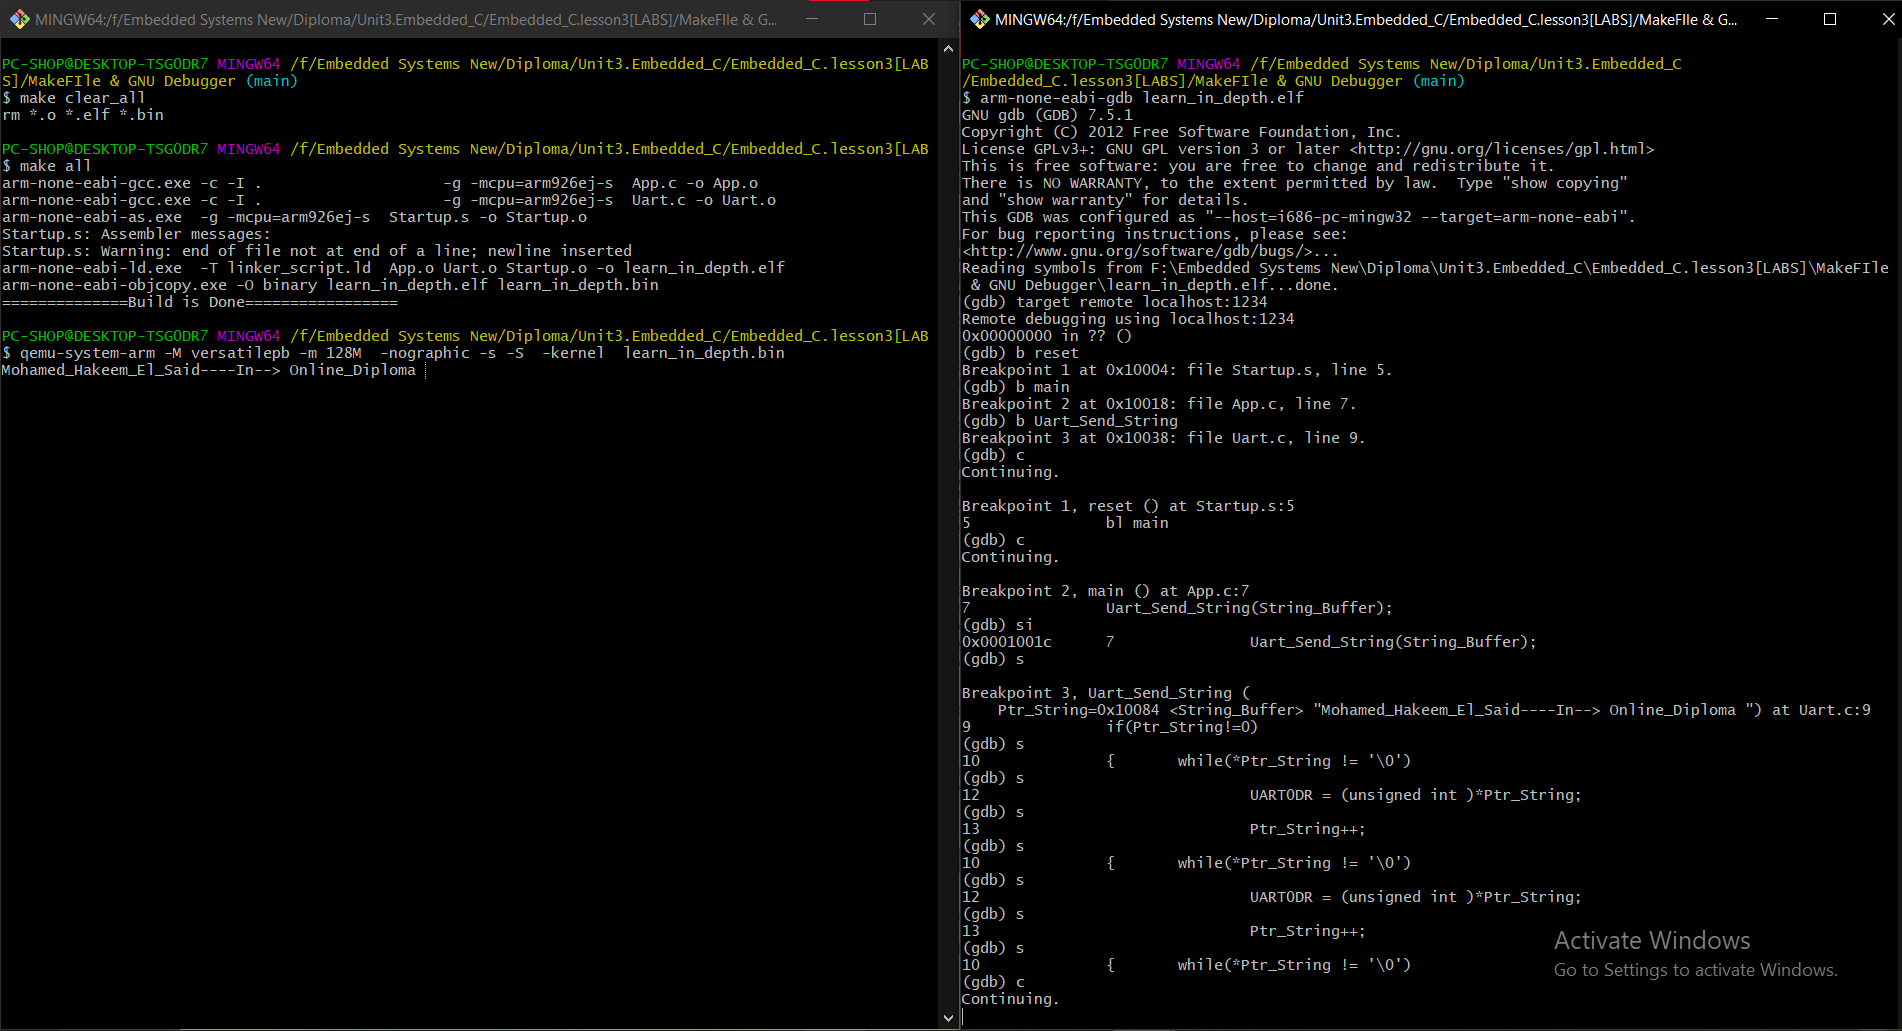 MINGW64:/f/Embedded Systems New/Diploma/Unit3.Embedded_C/Embedded_C.lesson3[LABS]/MakeFIle & G...
PC-SHOP@DESKTOP-TSGODR7 MINGW64 /f/Embedded Systems New/Diploma/Unit3.Embedded_C/Embedded_C.lesson3[LAB
S]/MakeFIle & GNU Debugger (main)
$ make clear_all
rm *.o *.elf *.bin
PC-SHOP@DESKTOP-TSGODR7 MINGW64 /f/Embedded Systems New/Diploma/Unit3.Embedded_C/Embedded_C.lesson3[LAB
$ make all
arm-none-eabi-gcc.exe -c -I . -g -mcpu=arm926ej-s App.c -o App.o
arm-none-eabi-gcc.exe -c -I . -g -mcpu=arm926ej-s Uart.c -o Uart.o
arm-none-eabi-as.exe -g -mcpu=arm926ej-s Startup.s -o Startup.o
Startup.s: Assembler messages:
Startup.s: Warning: end of file not at end of a line; newline inserted
arm-none-eabi-ld.exe -T linker_script.ld App.o Uart.o Startup.o -o learn_in_depth.elf
arm-none-eabi-objcopy.exe -O binary learn_in_depth.elf learn_in_depth.bin
==============Build is Done=================
PC-SHOP@DESKTOP-TSGODR7 MINGW64 /f/Embedded Systems New/Diploma/Unit3.Embedded_C/Embedded_C.lesson3[LAB
$ qemu-system-arm -M versatilepb -m 128M -nographic -s -S -kernel learn_in_depth.bin
Mohamed_Hakeem_El_Said----In--> Online_Diploma
MINGW64:/f/Embedded Systems New/Diploma/Unit3.Embedded_C/Embedded_C.lesson3[LABS]/MakeFIle & G...
PC-SHOP@DESKTOP-TSGODR7 MINGW64 /f/Embedded Systems New/Diploma/Unit3.Embedded_C
/Embedded_C.lesson3[LABS]/MakeFIle & GNU Debugger (main)
$ arm-none-eabi-gdb learn_in_depth.elf
GNU gdb (GDB) 7.5.1
Copyright (C) 2012 Free Software Foundation, Inc.
License GPLv3+: GNU GPL version 3 or later <http://gnu.org/licenses/gpl.html>
This is free software: you are free to change and redistribute it.
There is NO WARRANTY, to the extent permitted by law.  Type "show copying"
and "show warranty" for details.
This GDB was configured as "--host=i686-pc-mingw32 --target=arm-none-eabi".
For bug reporting instructions, please see:
<http://www.gnu.org/software/gdb/bugs/>...
Reading symbols from F:\Embedded Systems New\Diploma\Unit3.Embedded_C\Embedded_C.lesson3[LABS]\MakeFIle
& GNU Debugger\learn_in_depth.elf...done.
(gdb) target remote localhost:1234
Remote debugging using localhost:1234
0x00000000 in ?? ()
(gdb) b reset
Breakpoint 1 at 0x10004: file Startup.s, line 5.
(gdb) b main
Breakpoint 2 at 0x10018: file App.c, line 7.
(gdb) b Uart_Send_String
Breakpoint 3 at 0x10038: file Uart.c, line 9.
(gdb) c
Continuing.
Breakpoint 1, reset () at Startup.s:5
5 bl main
(gdb) c
Continuing.
Breakpoint 2, main () at App.c:7
7 Uart_Send_String(String_Buffer);
(gdb) si
0x0001001c 7 Uart_Send_String(String_Buffer);
(gdb) s
Breakpoint 3, Uart_Send_String (
Ptr_String=0x10084 <String_Buffer> "Mohamed_Hakeem_El_Said----In--> Online_Diploma ") at Uart.c:9
9 if(Ptr_String!=0)
(gdb) s
10 { while(*Ptr_String != '\0')
(gdb) s
12 UART0DR = (unsigned int )*Ptr_String;
(gdb) s
13 Ptr_String++;
(gdb) s
10 { while(*Ptr_String != '\0')
(gdb) s
12 UART0DR = (unsigned int )*Ptr_String;
(gdb) s
13 Ptr_String++;
(gdb) s
10 { while(*Ptr_String != '\0')
(gdb) c
Continuing.
Activate Windows
Go to Settings to activate Windows.